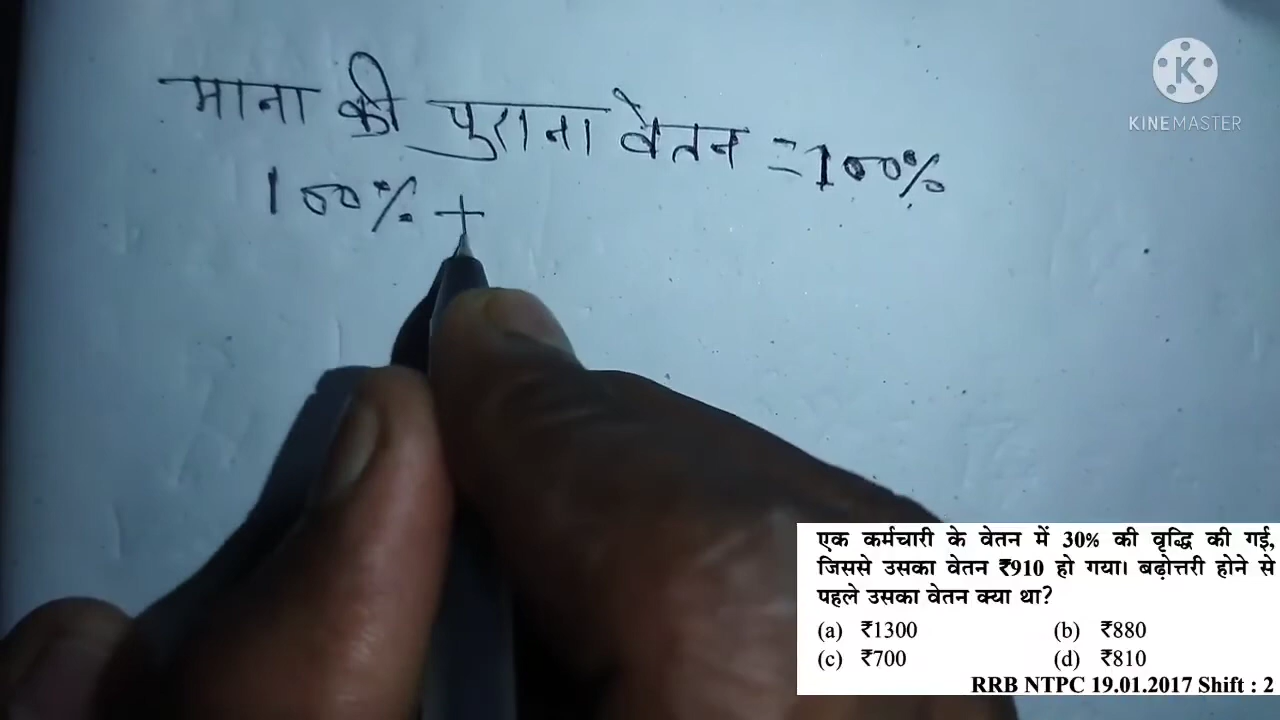 माना की पुराना वेतन = 100%
100% +
KINEMASTER
एक कर्मचारी के वेतन में 30% की वृद्धि की गई,
जिससे उसका वेतन ₹910 हो गया। बढ़ोत्तरी होने से
पहले उसका वेतन क्या था?
(a) ₹1300 (b) ₹880
(c) ₹700 (d) ₹810
RRB NTPC 19.01.2017 Shift : 2